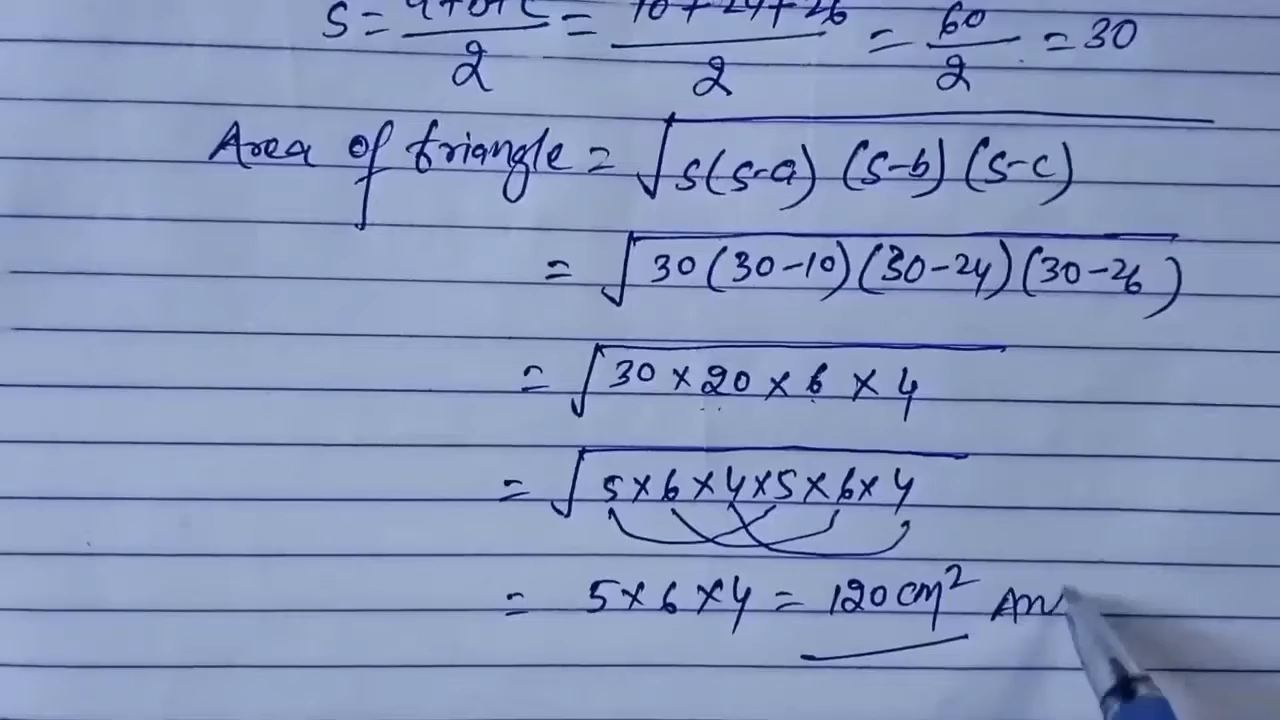 S = a+b+c/2 = 10+24+26/2 = 60/2 = 30
Area of triangle = √s(s-a) (s-b) (s-c)
= √30(30-10)(30-24)(30-26)
= √30 × 20 × 6 × 4
= √5×6×4×5×6×4
= 5×6×4 = 120 cm² An